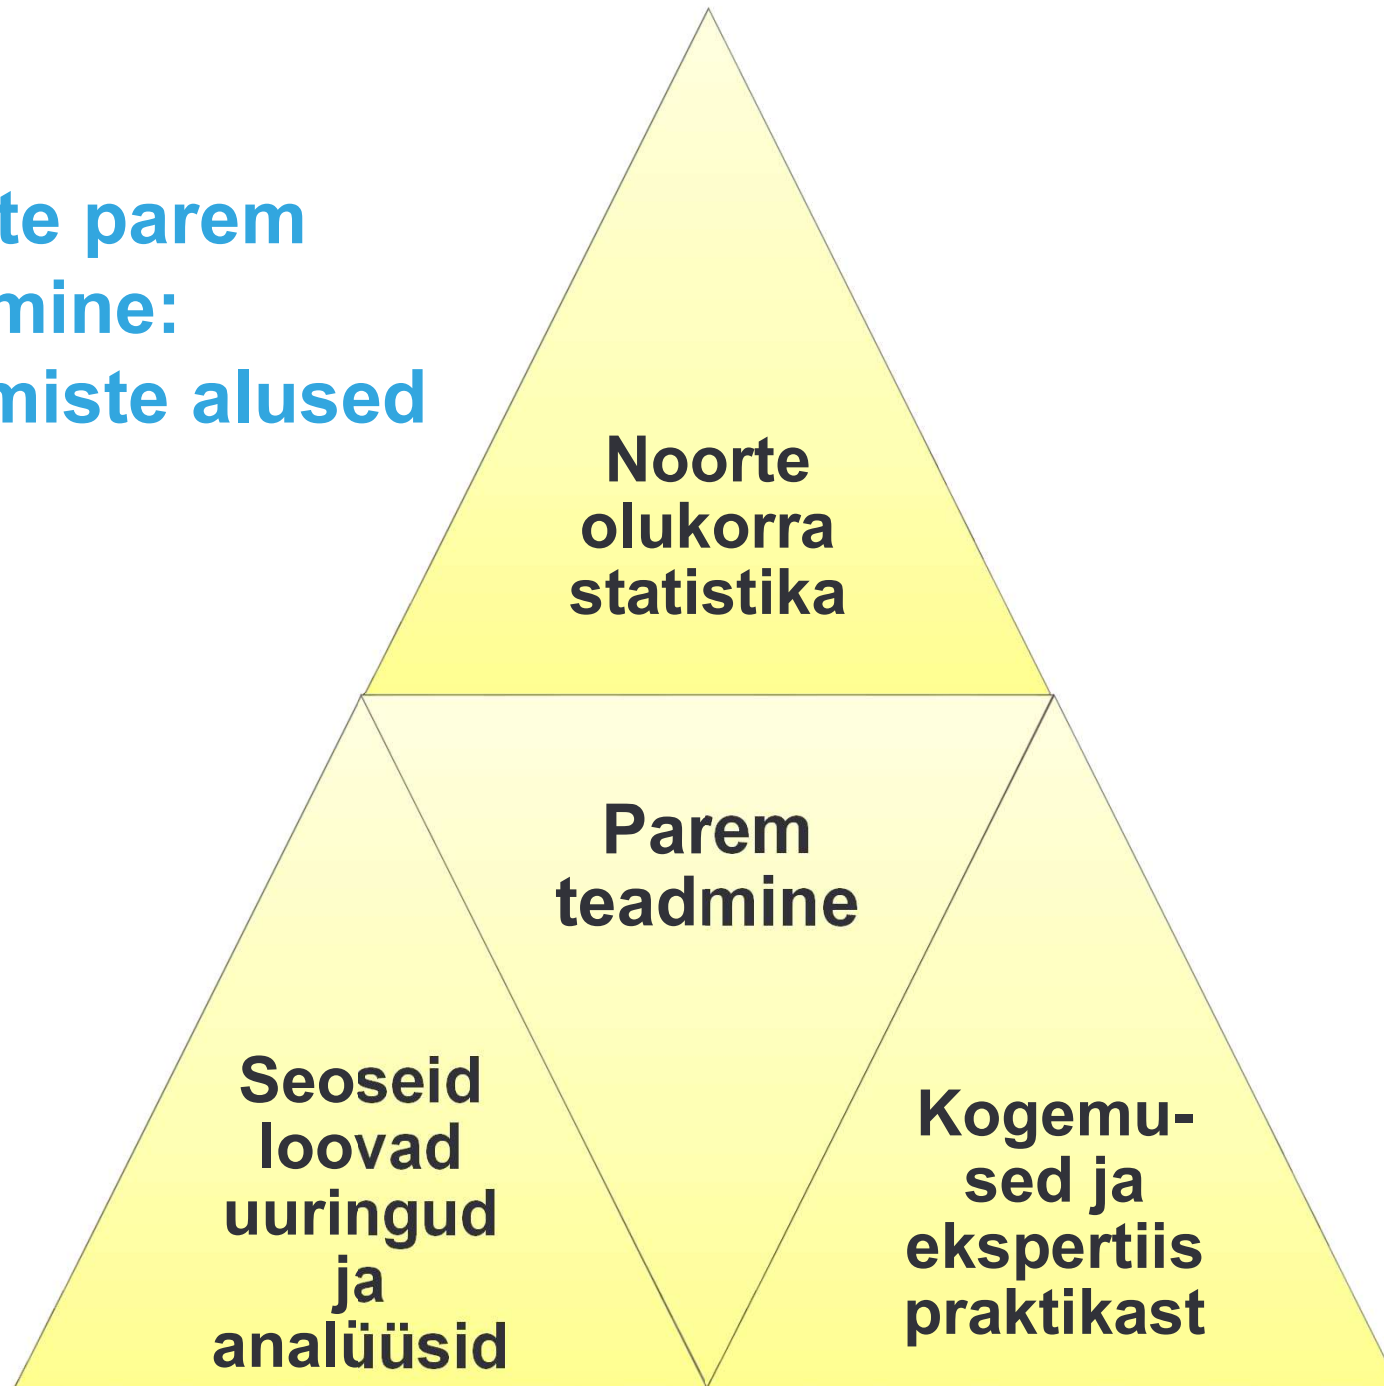 te parem
mine:
miste alused
Noorte
olukorra
statistika
Parem
teadmine
Seoseid
loovad
uuringud
ja
analüüsid
Kogemu-
sed ja
ekspertiis
praktikast